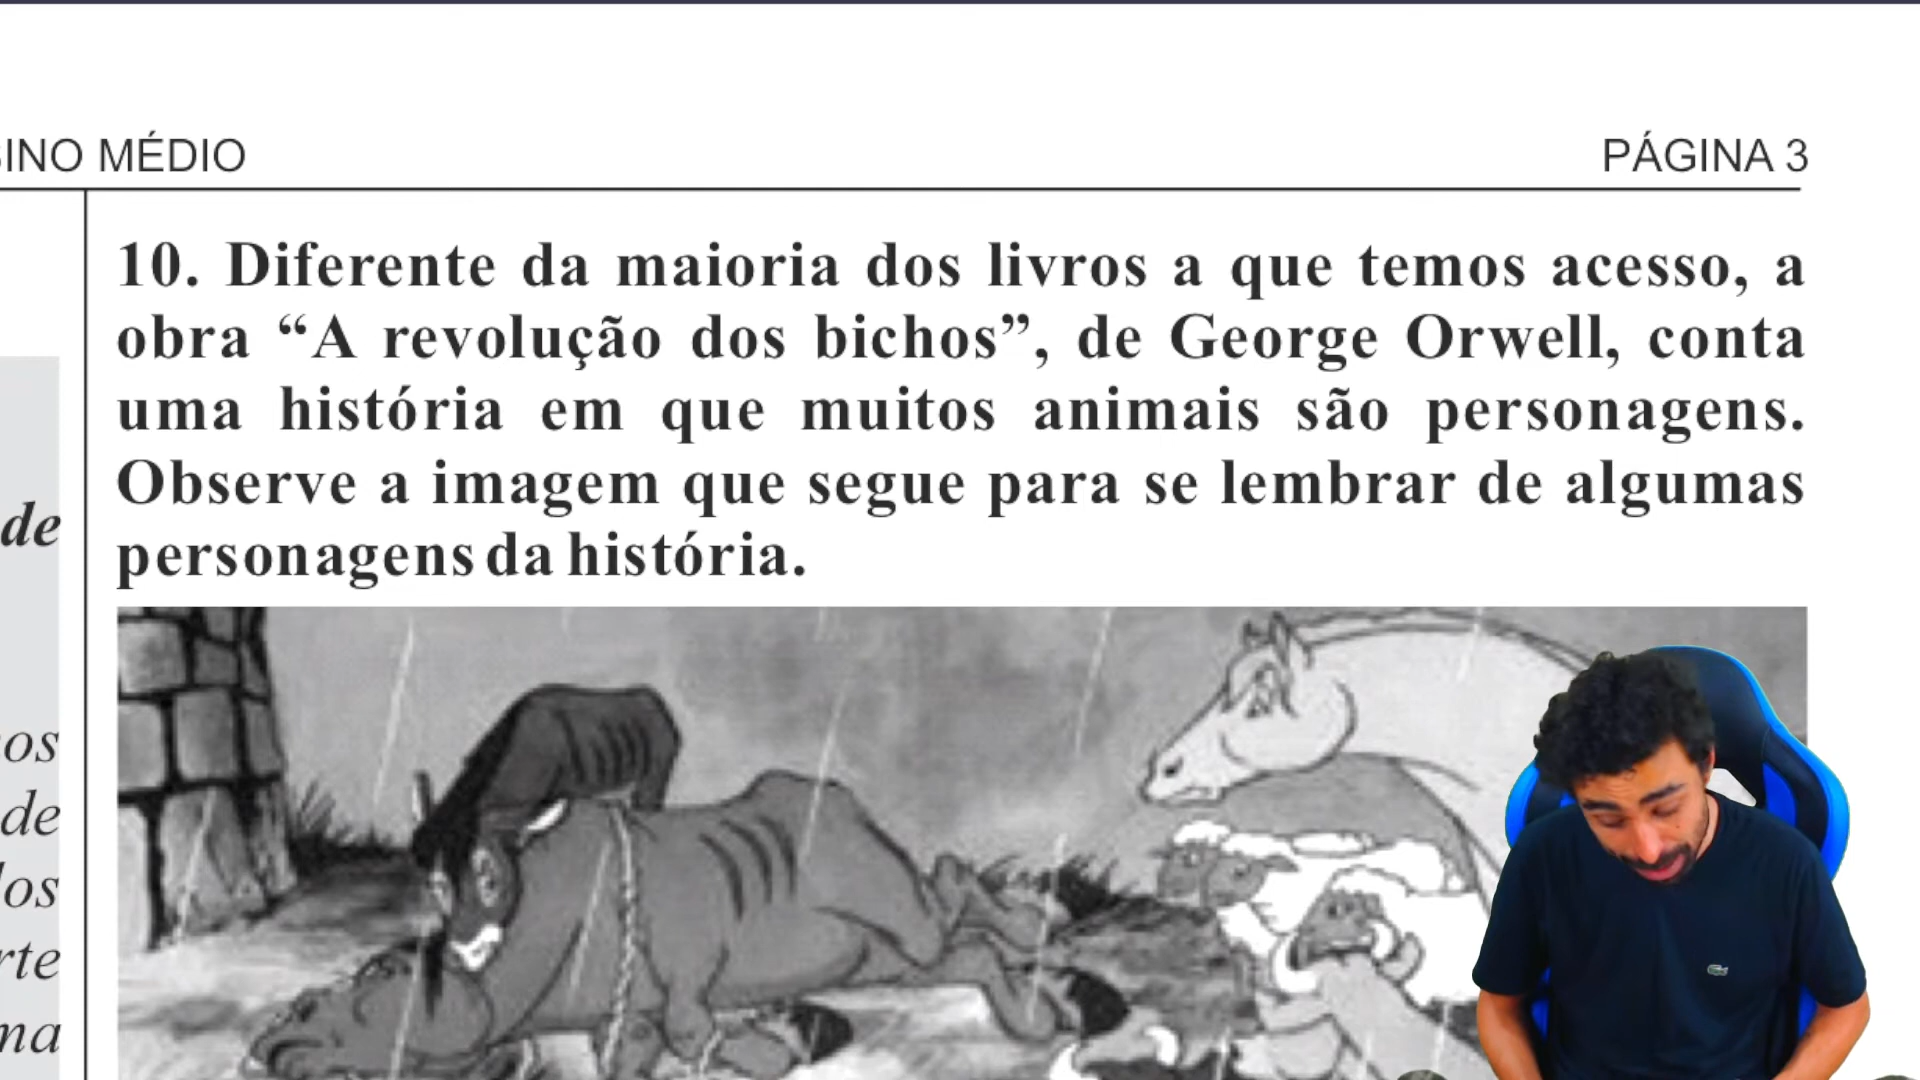 INO MÉDIO
PÁGINA 3
10. Diferente da maioria dos livros a que temos acesso, a
obra “A revolução dos bichos”, de George Orwell, conta
uma história em que muitos animais são personagens.
Observe a imagem que segue para se lembrar de algumas
personagens da história.
de
os
de
los
rte
na